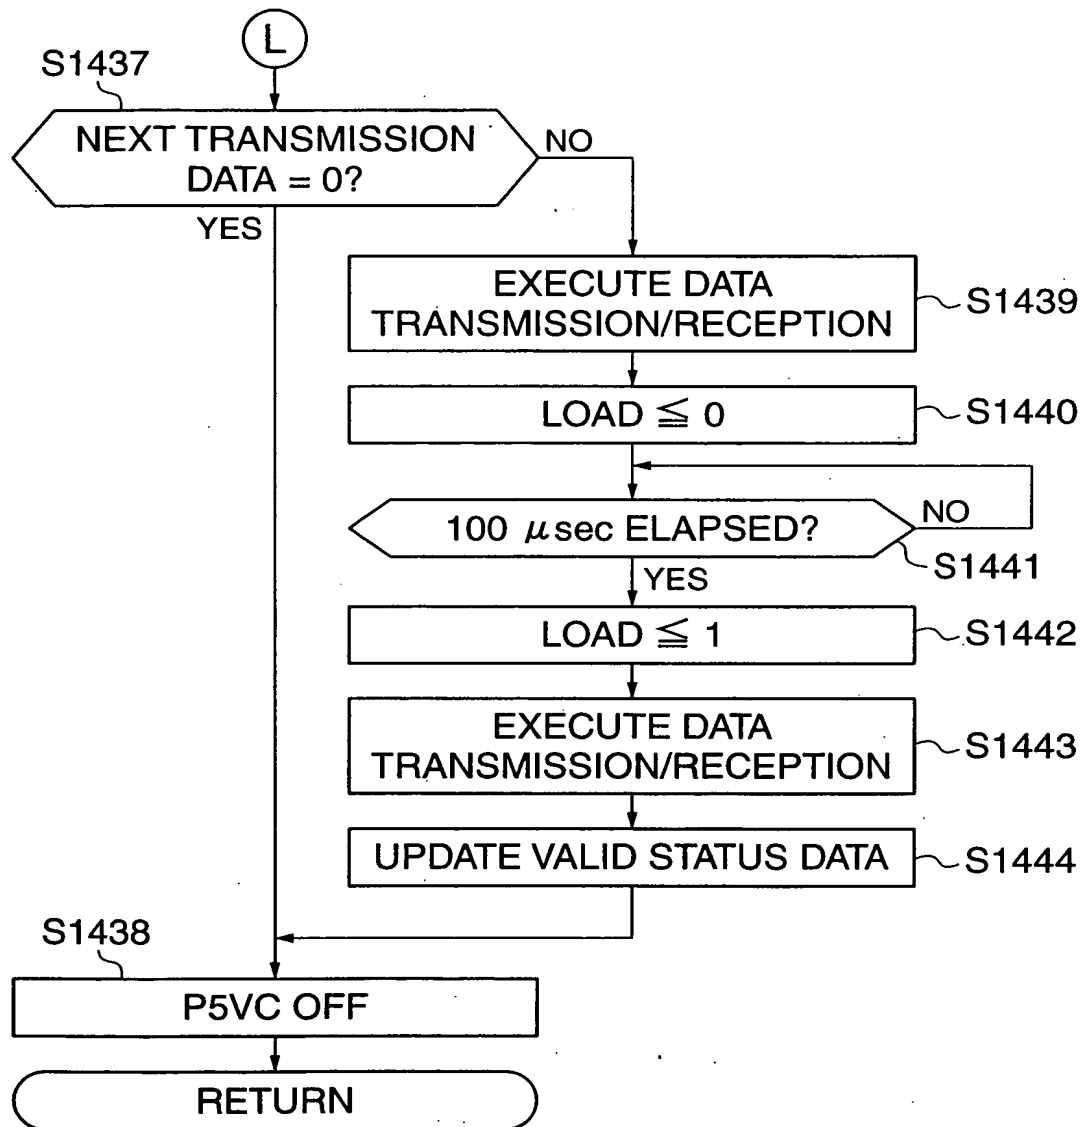 L
S1437
NEXT TRANSMISSION
DATA = 0?
NO
YES
EXECUTE DATA
TRANSMISSION/RECEPTION
S1439
LOAD ≦ 0
S1440
100 μsec ELAPSED?
NO
S1441
YES
LOAD ≦ 1
S1442
EXECUTE DATA
TRANSMISSION/RECEPTION
S1443
UPDATE VALID STATUS DATA
S1444
S1438
P5VC OFF
RETURN